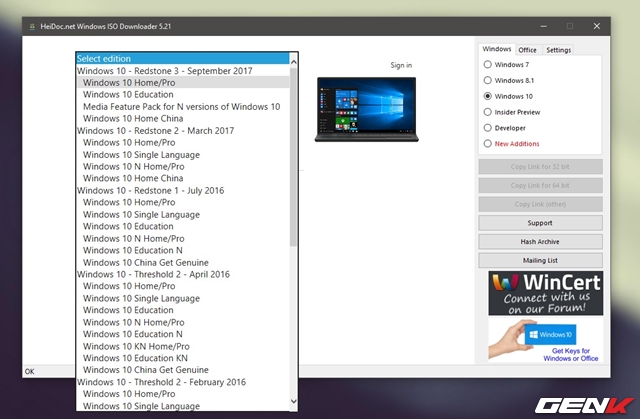 HeiDoc.net Windows ISO Downloader 5.21
Select edition
Windows 10 - Redstone 3 - September 2017
Windows 10 Home/Pro
Windows 10 Education
Media Feature Pack for N versions of Windows 10
Windows 10 Home China
Windows 10 - Redstone 2 - March 2017
Windows 10 Home/Pro
Windows 10 Single Language
Windows 10 N Home/Pro
Windows 10 Home China
Windows 10 - Redstone 1 - July 2016
Windows 10 Home/Pro
Windows 10 Single Language
Windows 10 Education
Windows 10 N Home/Pro
Windows 10 Education N
Windows 10 China Get Genuine
Windows 10 - Threshold 2 - April 2016
Windows 10 Home/Pro
Windows 10 Single Language
Windows 10 Education
Windows 10 N Home/Pro
Windows 10 Education N
Windows 10 KN Home/Pro
Windows 10 Education KN
Windows 10 China Get Genuine
Windows 10 - Threshold 2 - February 2016
Windows 10 Home/Pro
Windows 10 Single Language
Sign in
Windows Office Settings
Windows 7
Windows 8.1
Windows 10
Insider Preview
Developer
New Additions
Copy Link for 32 bit
Copy Link for 64 bit
Copy Link (other)
Support
Hash Archive
Mailing List
WinCert
Connect with us
on our Forum!
Windows 10
Get Keys for
Windows or Office
OK
GENK